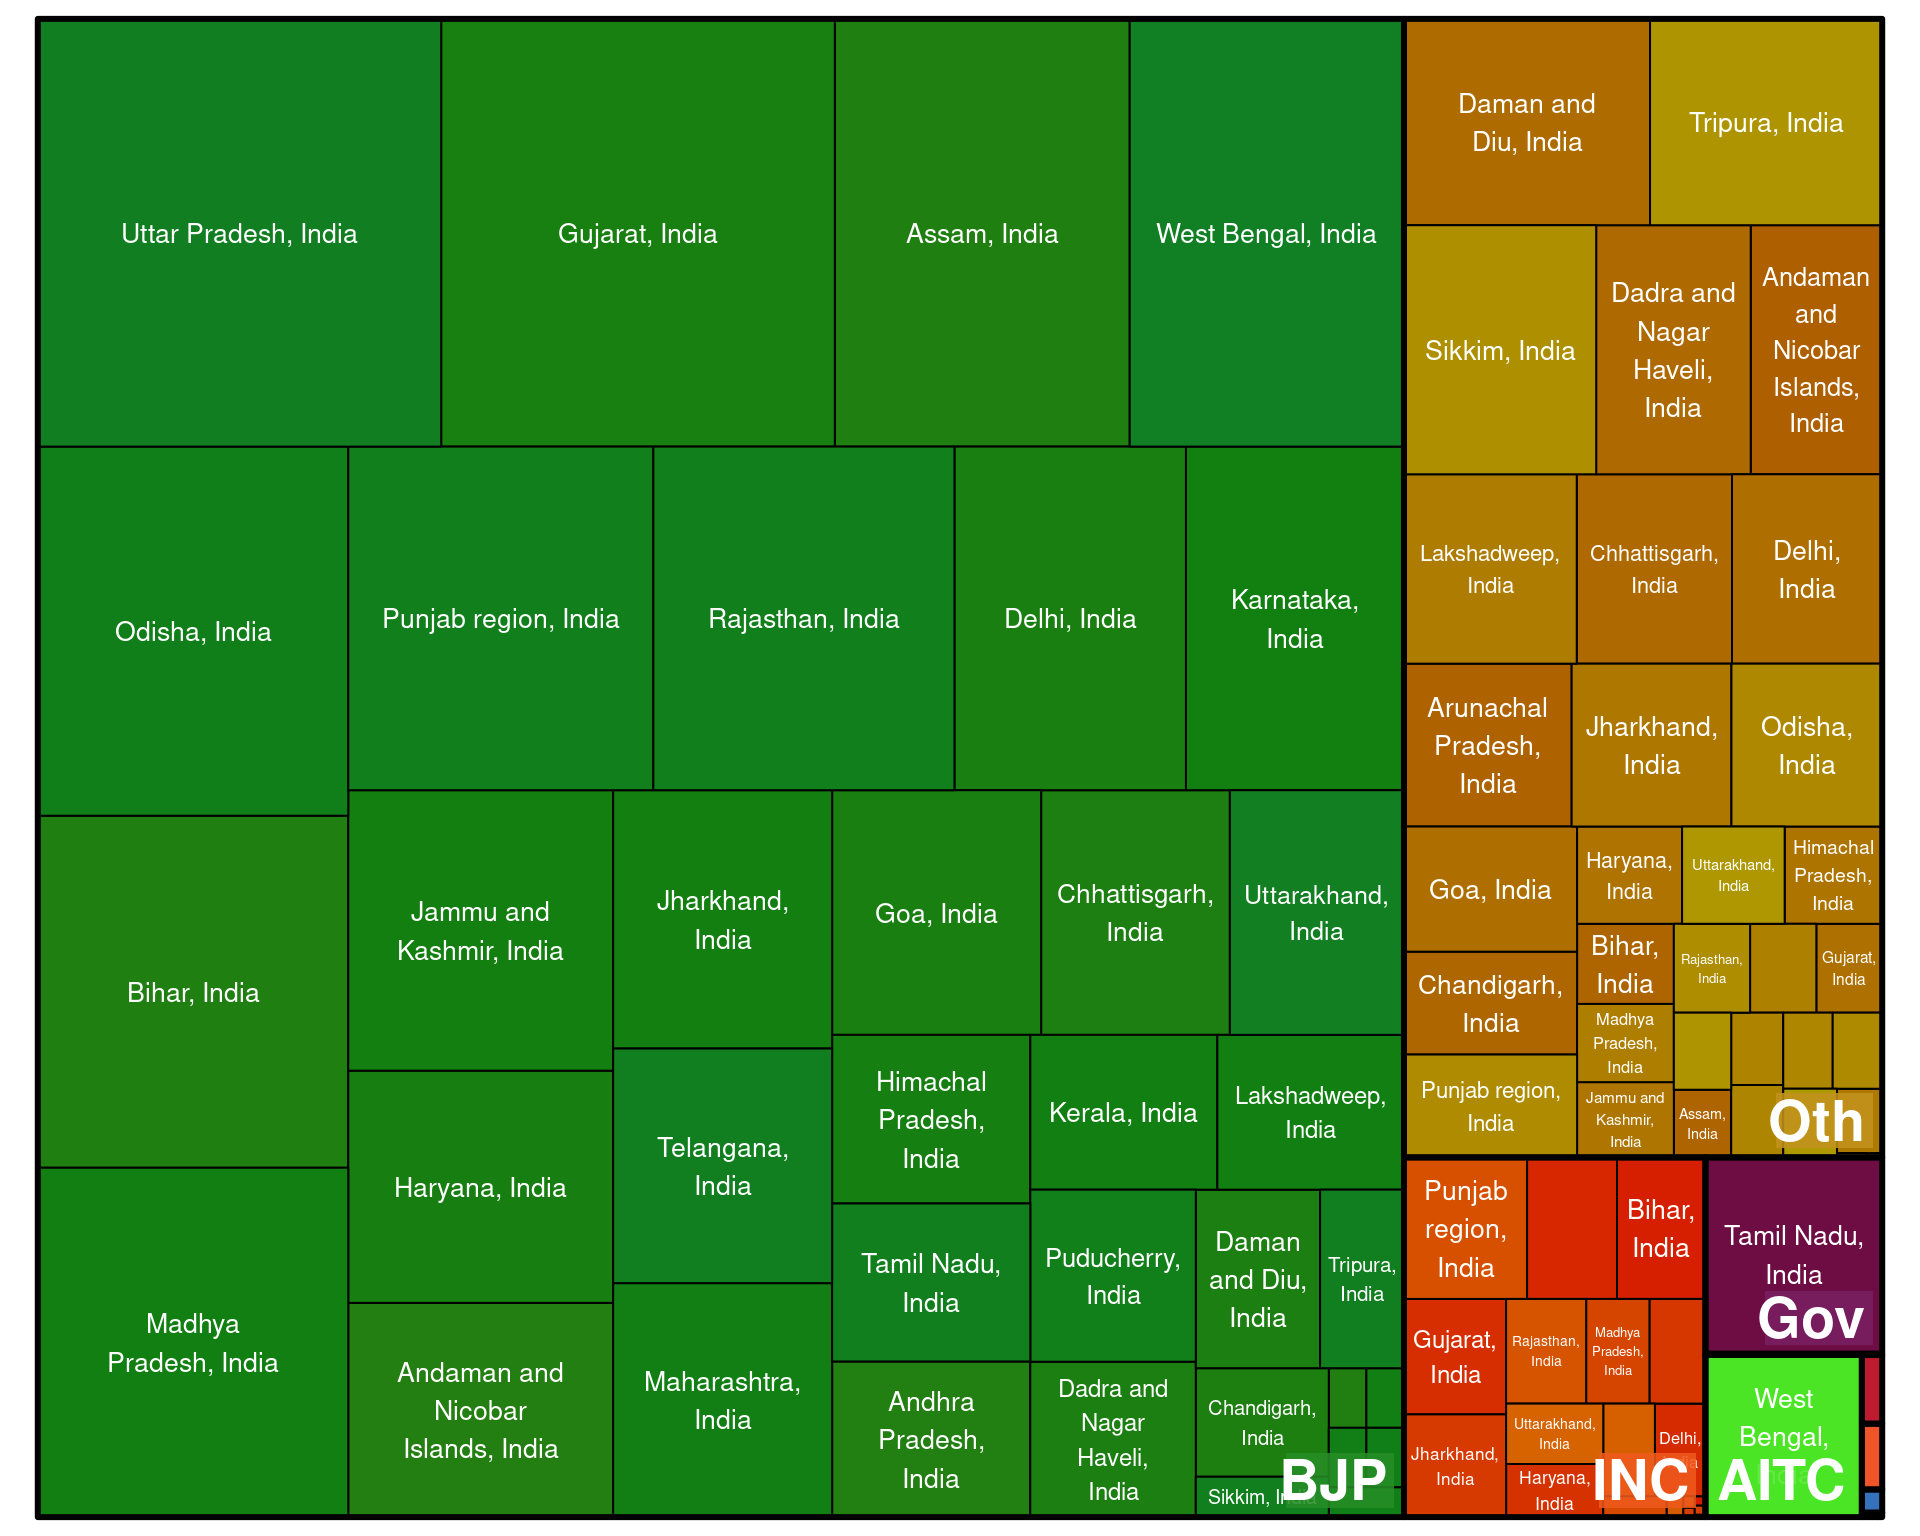 Uttar Pradesh, India
Gujarat, India
Assam, India
West Bengal, India
Odisha, India
Punjab region, India
Rajasthan, India
Delhi, India
Karnataka,
India
Bihar, India
Madhya
Pradesh, India
Jammu and
Kashmir, India
Haryana, India
Andaman and
Nicobar
Islands, India
Jharkhand,
India
Telangana,
India
Maharashtra,
India
Goa, India
Chhattisgarh,
India
Uttarakhand,
India
Himachal
Pradesh,
India
Kerala, India
Lakshadweep,
India
Tamil Nadu,
India
Puducherry,
India
Daman
and Diu,
India
Tripura,
India
Andhra
Pradesh,
India
Dadra and
Nagar
Haveli,
India
Chandigarh,
India
Sikkim, India
BJP
Daman and
Diu, India
Tripura, India
Sikkim, India
Dadra and
Nagar
Haveli,
India
Andaman
and
Nicobar
Islands,
India
Lakshadweep,
India
Chhattisgarh,
India
Delhi,
India
Arunachal
Pradesh,
India
Jharkhand,
India
Odisha,
India
Goa, India
Haryana,
India
Uttarakhand,
India
Himachal
Pradesh,
India
Chandigarh,
India
Bihar,
India
Rajasthan,
India
Gujarat,
India
Madhya
Pradesh,
India
Punjab region,
India
Jammu and
Kashmir,
India
Assam,
India
Oth
Punjab
region,
India
Bihar,
India
Gujarat,
India
Rajasthan,
India
Madhya
Pradesh,
India
Jharkhand,
India
Uttarakhand,
India
Delhi,
Haryana,
India
INC
Tamil Nadu,
India
Gov
West
Bengal,
AITC